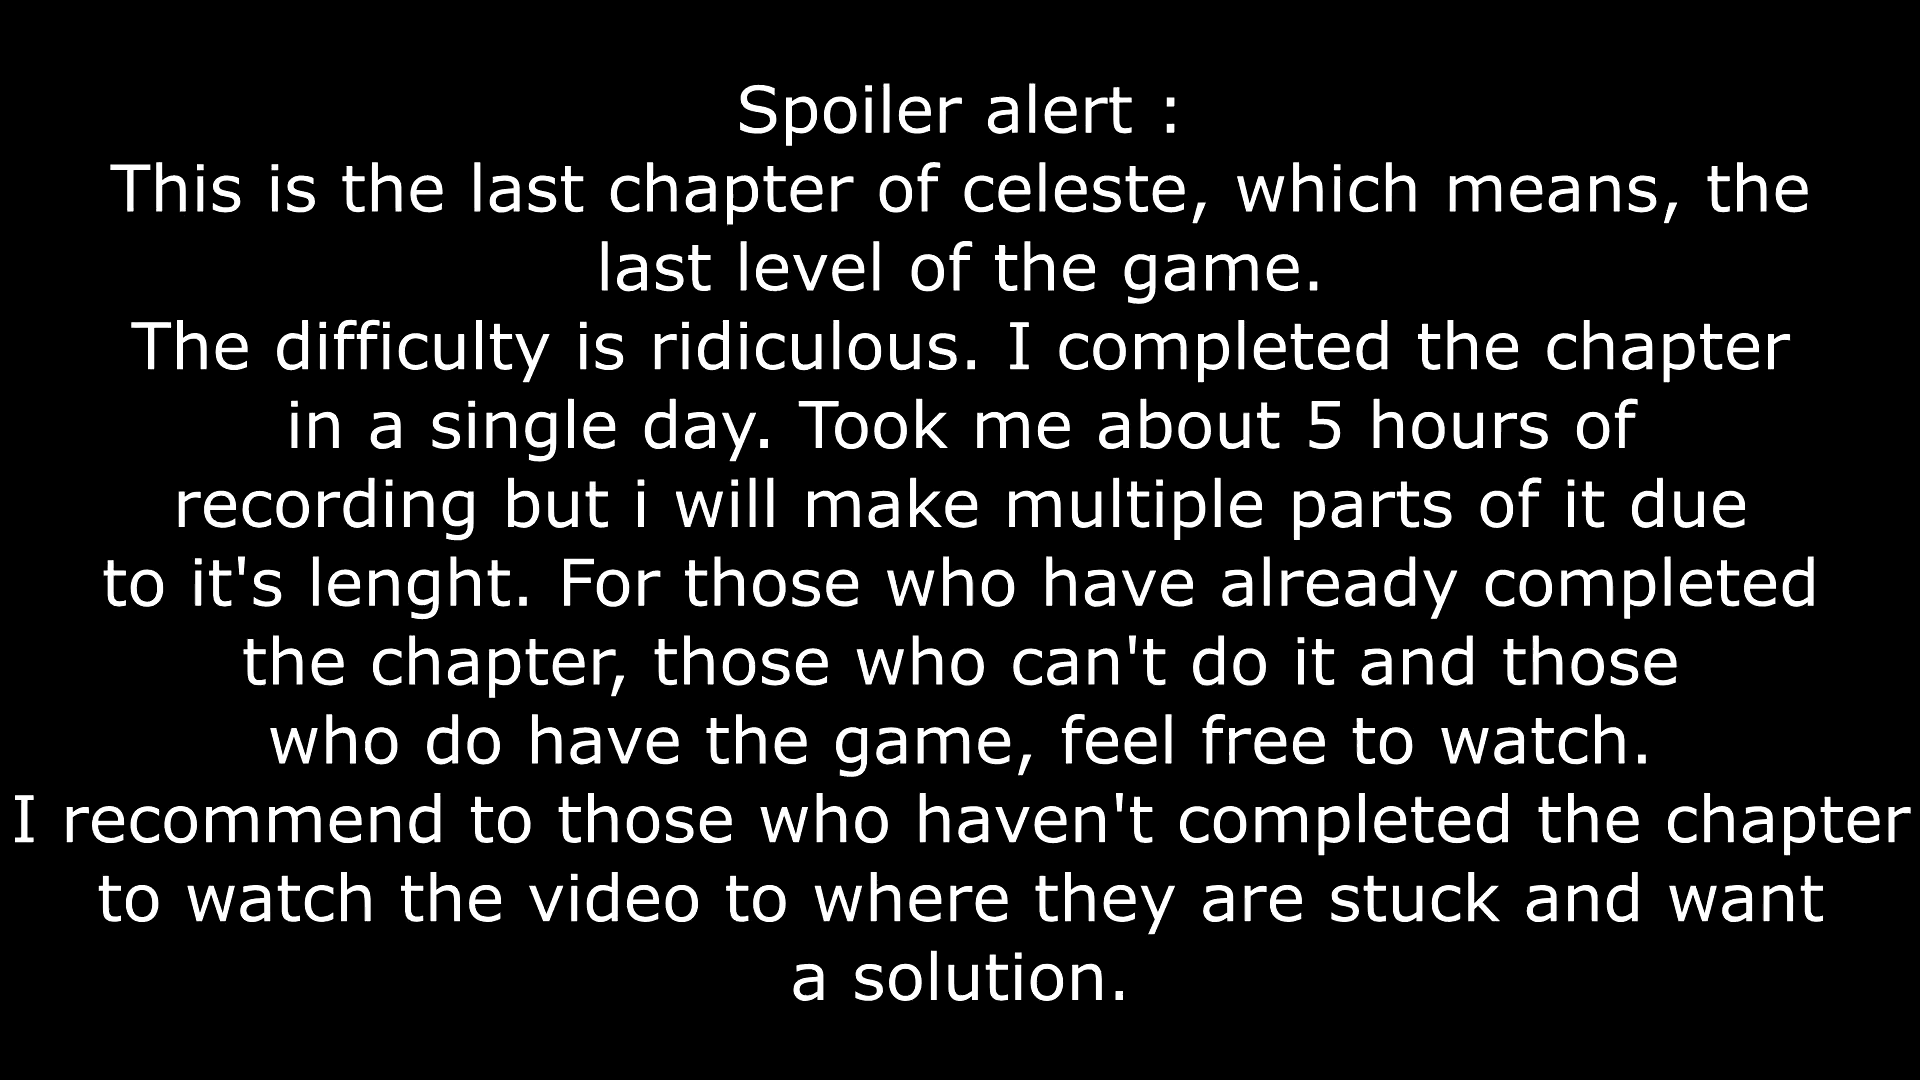 Spoiler alert :
This is the last chapter of celeste, which means, the
last level of the game.
The difficulty is ridiculous. I completed the chapter
in a single day. Took me about 5 hours of
recording but i will make multiple parts of it due
to it's lenght. For those who have already completed
the chapter, those who can't do it and those
who do have the game, feel free to watch.
I recommend to those who haven't completed the chapter
to watch the video to where they are stuck and want
a solution.